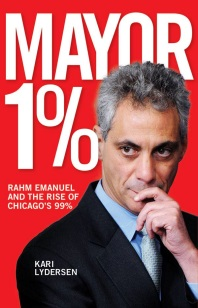 MAYOR
1%
RAHM EMANUEL
AND THE RISE OF
CHICAGO'S 99%
KARI
LYDERSEN